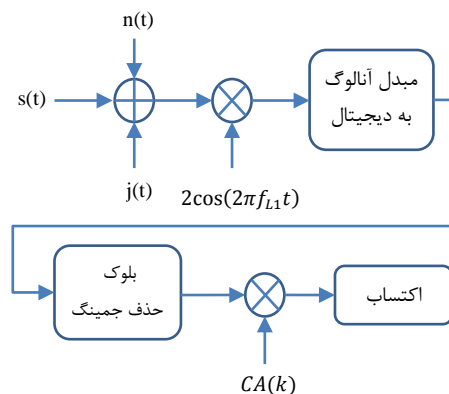 n(t)
s(t)
j(t)
2cos(2πf_{L1}t)
مبدل آنالوگ
به دیجیتال
بلوک
حذف جمینگ
CA(k)
اکتساب